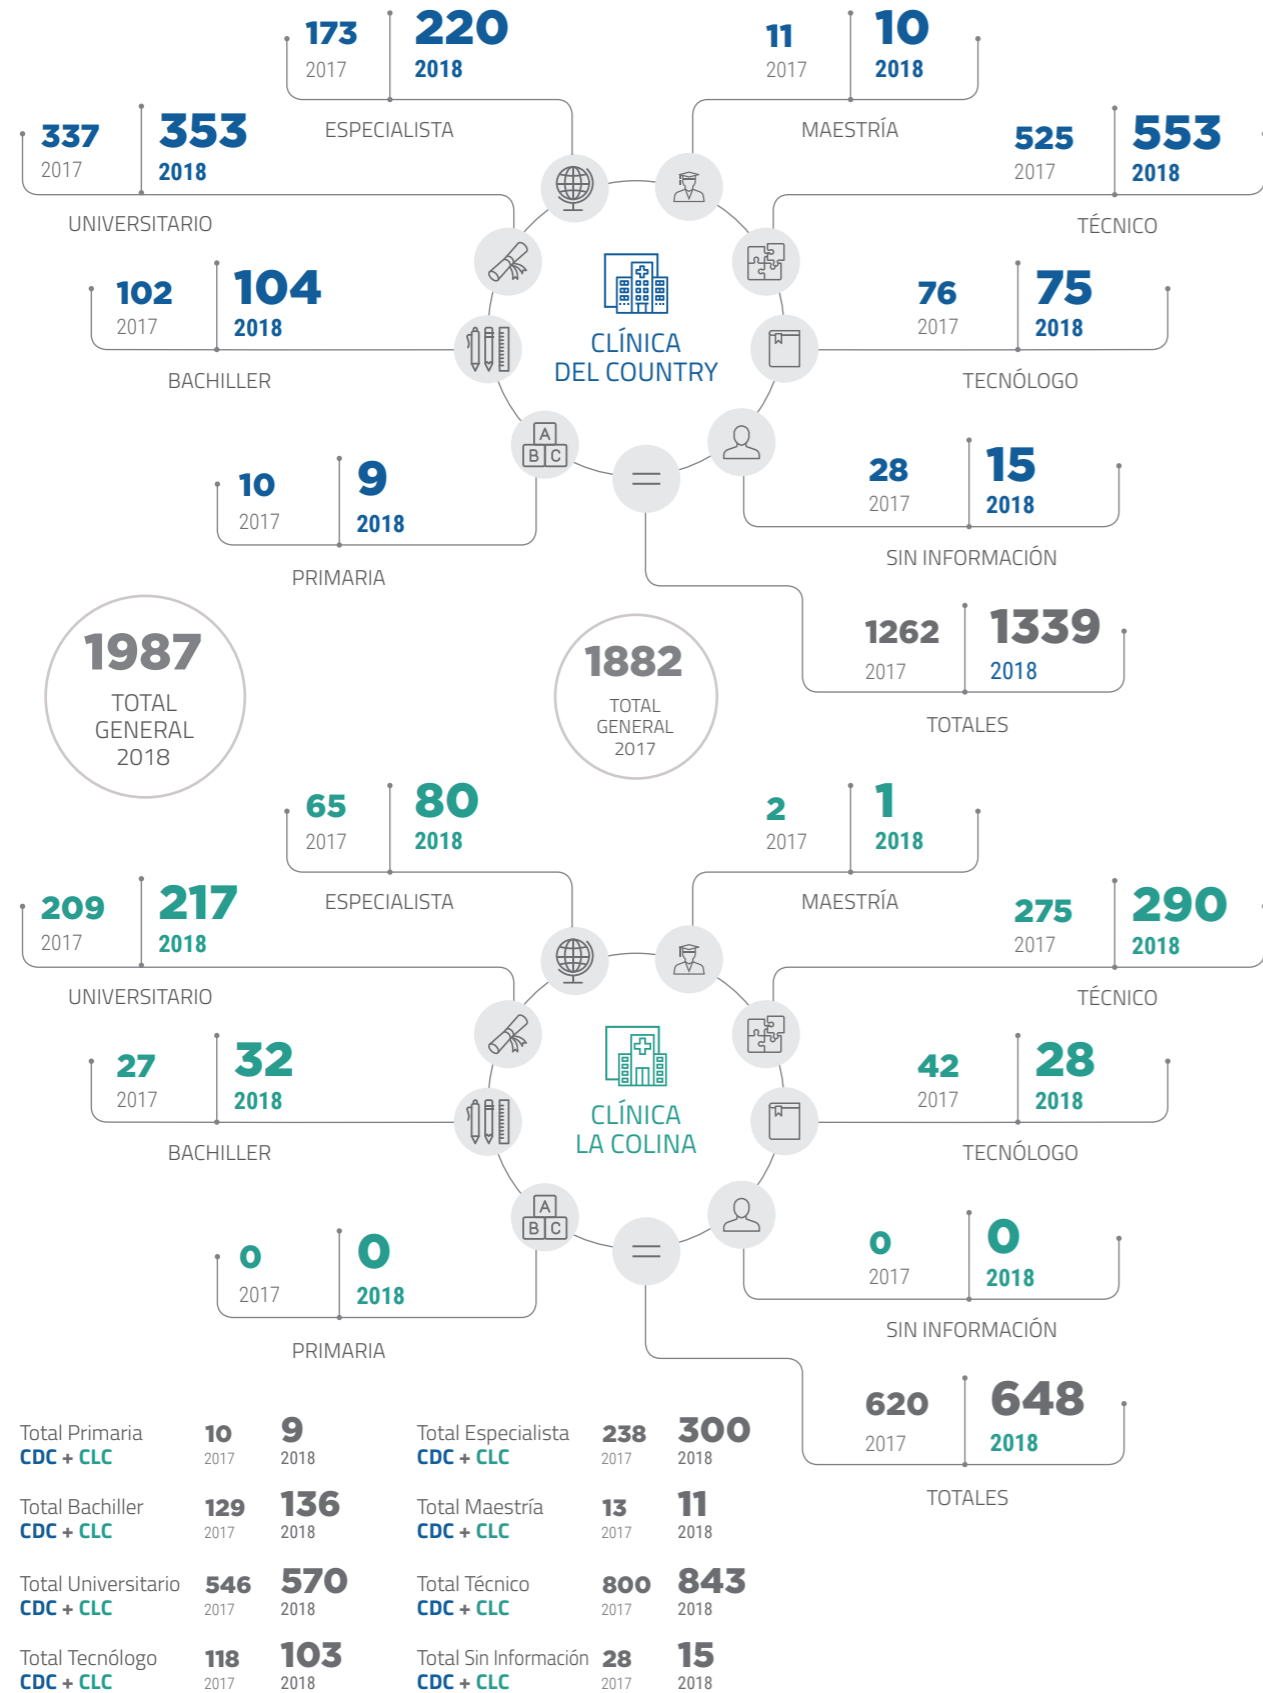 173
2017
220
2018
ESPECIALISTA
11
2017
10
2018
MAESTRÍA
337
2017
353
2018
UNIVERSITARIO
525
2017
553
2018
TÉCNICO
102
2017
104
2018
BACHILLER
CLÍNICA
DEL COUNTRY
76
2017
75
2018
TECNÓLOGO
A
B C
10
2017
9
2018
PRIMARIA
28
2017
15
2018
SIN INFORMACIÓN
1262
2017
1339
2018
TOTALES
1987
TOTAL
GENERAL
2018
1882
TOTAL
GENERAL
2017
65
2017
80
2018
ESPECIALISTA
2
2017
1
2018
MAESTRÍA
209
2017
217
2018
UNIVERSITARIO
275
2017
290
2018
TÉCNICO
27
2017
32
2018
BACHILLER
CLÍNICA
LA COLINA
42
2017
28
2018
TECNÓLOGO
A
B C
0
2017
0
2018
PRIMARIA
0
2017
0
2018
SIN INFORMACIÓN
620
2017
648
2018
TOTALES
Total Primaria 10 9
CDC + CLC 2017 2018
Total Bachiller 129 136
CDC + CLC 2017 2018
Total Universitario 546 570
CDC + CLC 2017 2018
Total Tecnólogo 118 103
CDC + CLC 2017 2018
Total Especialista 238 300
CDC + CLC 2017 2018
Total Maestría 13 11
CDC + CLC 2017 2018
Total Técnico 800 843
CDC + CLC 2017 2018
Total Sin Información 28 15
CDC + CLC 2017 2018